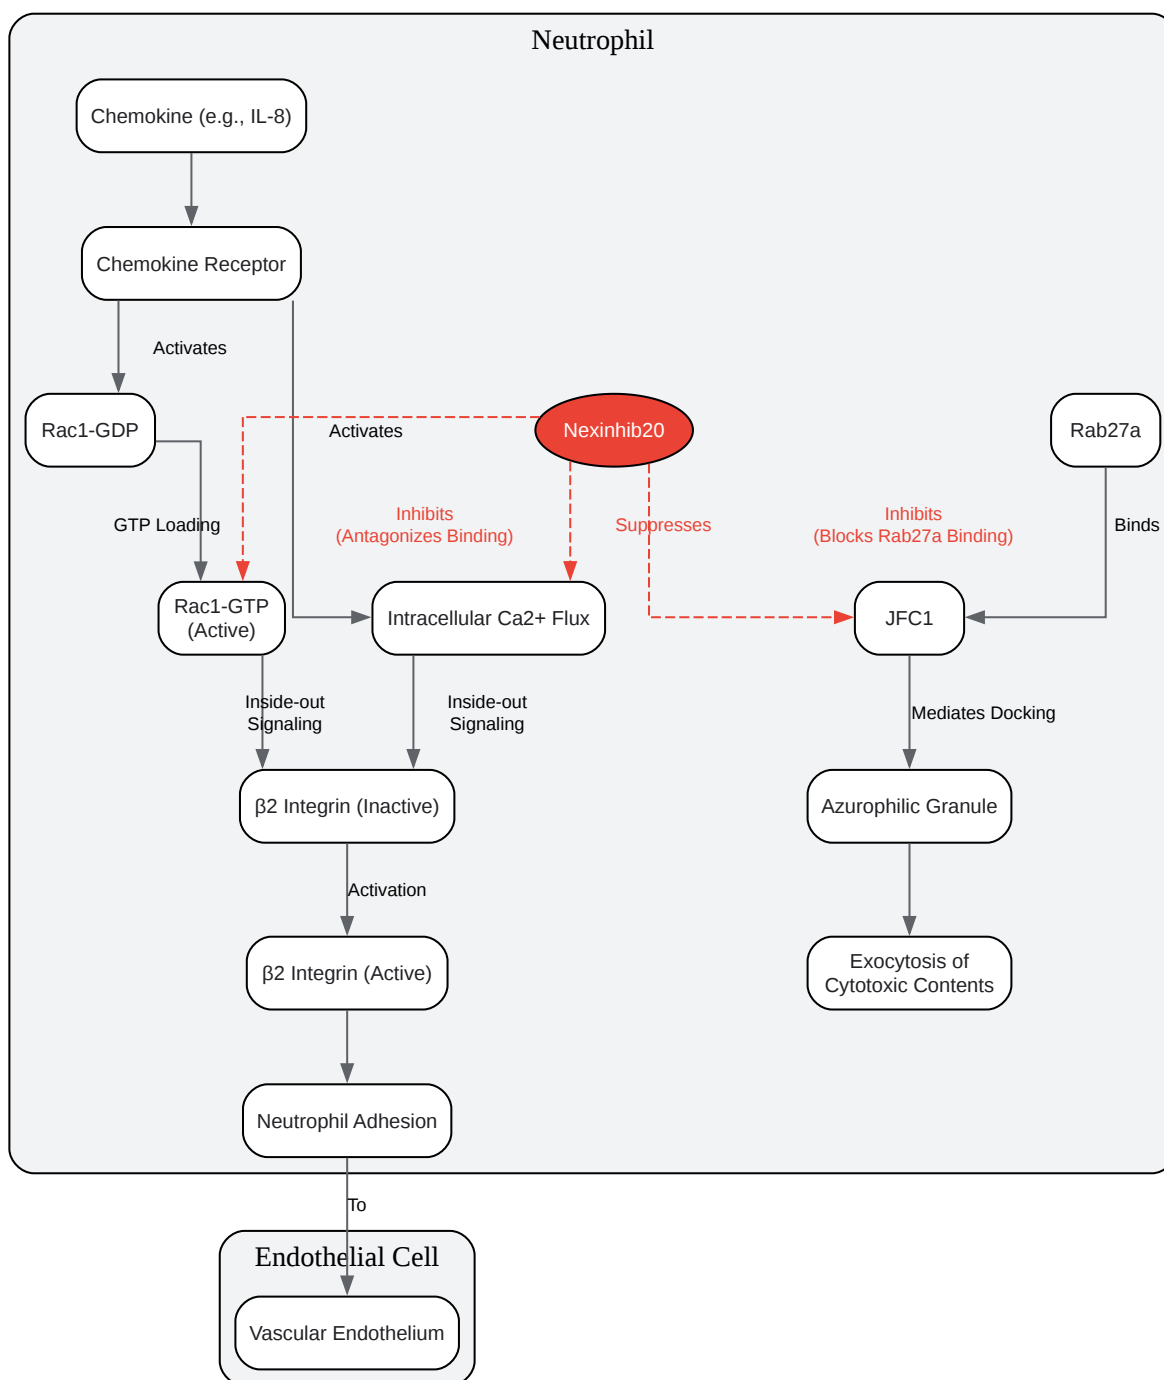 Neutrophil
Chemokine (e.g., IL-8)
Chemokine Receptor
Activates
Rac1-GDP
Activates
Nexinhib20
Rab27a
GTP Loading
Inhibits
(Antagonizes Binding)
Suppresses
Inhibits
(Blocks Rab27a Binding)
Binds
Rac1-GTP
(Active)
Intracellular Ca2+ Flux
JFC1
Inside-out
Signaling
Inside-out
Signaling
Mediates Docking
β2 Integrin (Inactive)
Azurophilic Granule
Activation
β2 Integrin (Active)
Exocytosis of
Cytotoxic Contents
Neutrophil Adhesion
To
Endothelial Cell
Vascular Endothelium